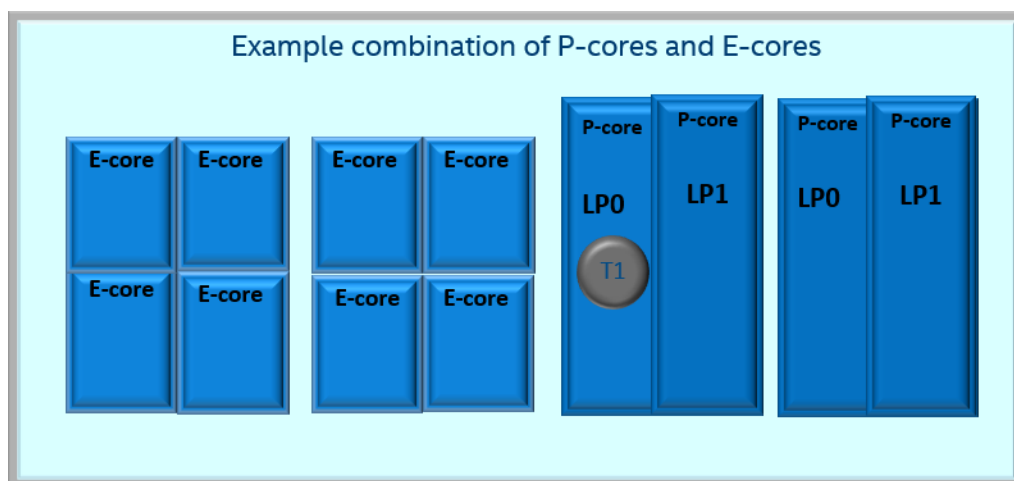 Example combination of P-cores and E-cores
E-core E-core E-core E-core P-core P-core P-core P-core
LP0 LP1 LP0 LP1
T1
E-core E-core E-core E-core